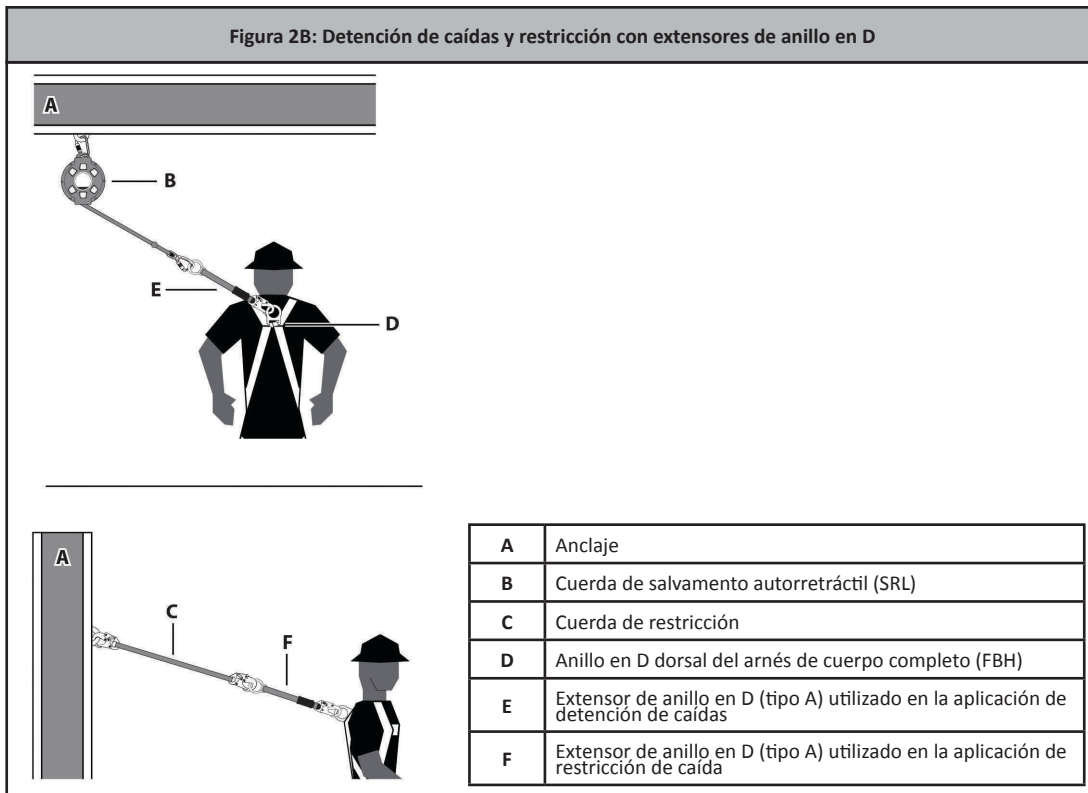 Figura 2B: Detención de caídas y restricción con extensores de anillo en D
A
B
E
D
A
C
F
A Anclaje
B Cuerda de salvamento autorretráctil (SRL)
C Cuerda de restricción
D Anillo en D dorsal del arnés de cuerpo completo (FBH)
E Extensor de anillo en D (tipo A) utilizado en la aplicación de
detención de caídas
F Extensor de anillo en D (tipo A) utilizado en la aplicación de
restricción de caída